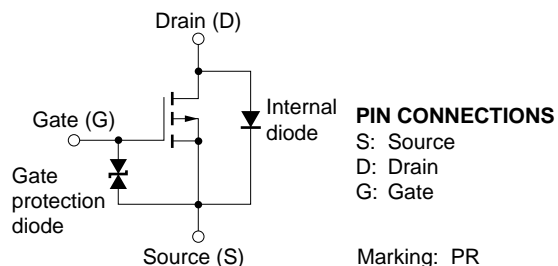 Drain (D)
Gate (G)
Internal
diode
Gate
protection
diode
Source (S)
PIN CONNECTIONS
S: Source
D: Drain
G: Gate
Marking: PR